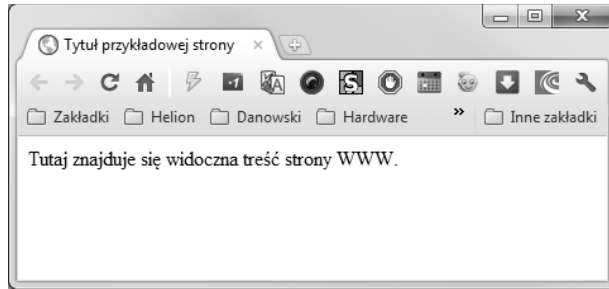 Tytuł przykładowej strony
Zakładki Helion Danowski Hardware » Inne zakładki
Tutaj znajduje się widoczna treść strony WWW.